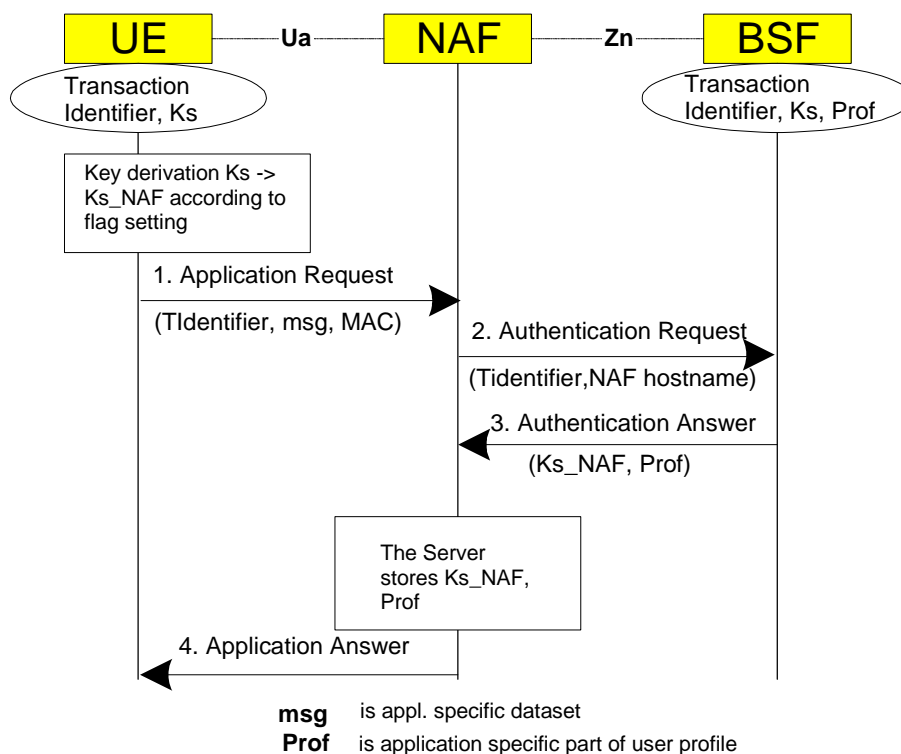 UE Ua NAF Zn BSF
Transaction
Identifier, Ks
Transaction
Identifier, Ks, Prof
Key derivation Ks ->
Ks_NAF according to
flag setting
1. Application Request
(TIdentifier, msg, MAC)
2. Authentication Request
(Tidentifier,NAF hostname)
3. Authentication Answer
(Ks_NAF, Prof)
The Server
stores Ks_NAF,
Prof
4. Application Answer
msg is appl. specific dataset
Prof is application specific part of user profile